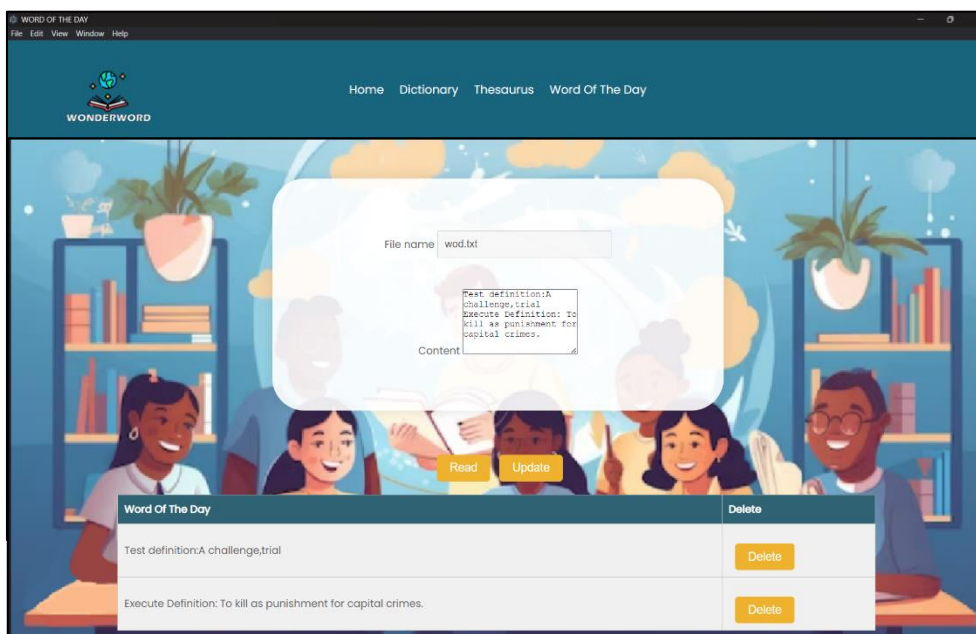 WORD OF THE DAY
File Edit View Window Help
Home Dictionary Thesaurus Word Of The Day
WONDERWORD
File name wod.txt
Test definition:A
challenge,trial
Execute Definition: To
kill as punishment for
capital crimes.
Content
Read Update
Word Of The Day Delete
Test definition:A challenge,trial Delete
Execute Definition: To kill as punishment for capital crimes. Delete